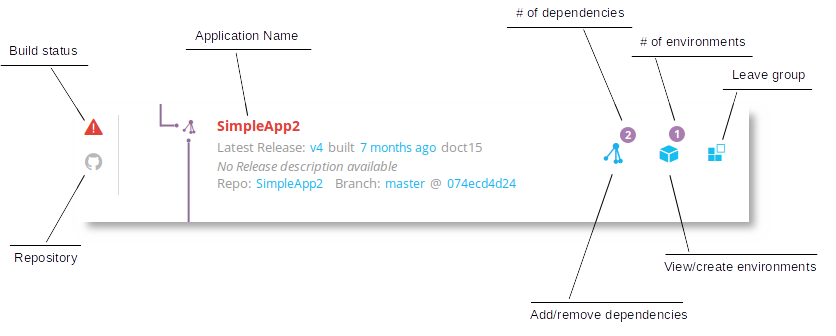 # of dependencies
Application Name
# of environments
Build status
Leave group
SimpleApp2
2
1
Latest Release: v4 built 7 months ago doct15
No Release description available
Repo: SimpleApp2 Branch: master @ 074ecd4d24
Repository
View/create environments
Add/remove dependencies